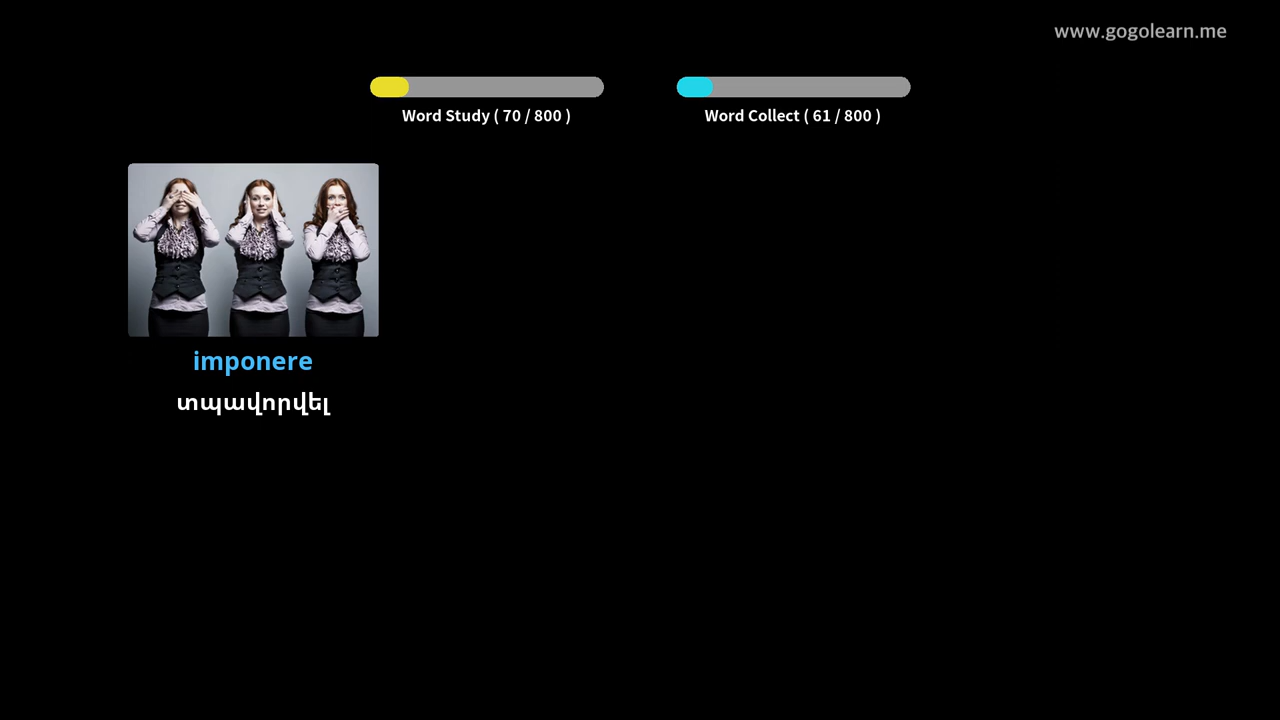 www.gogolearn.me
Word Study ( 70 / 800 )
Word Collect ( 61 / 800 )
imponere
տպավորվել